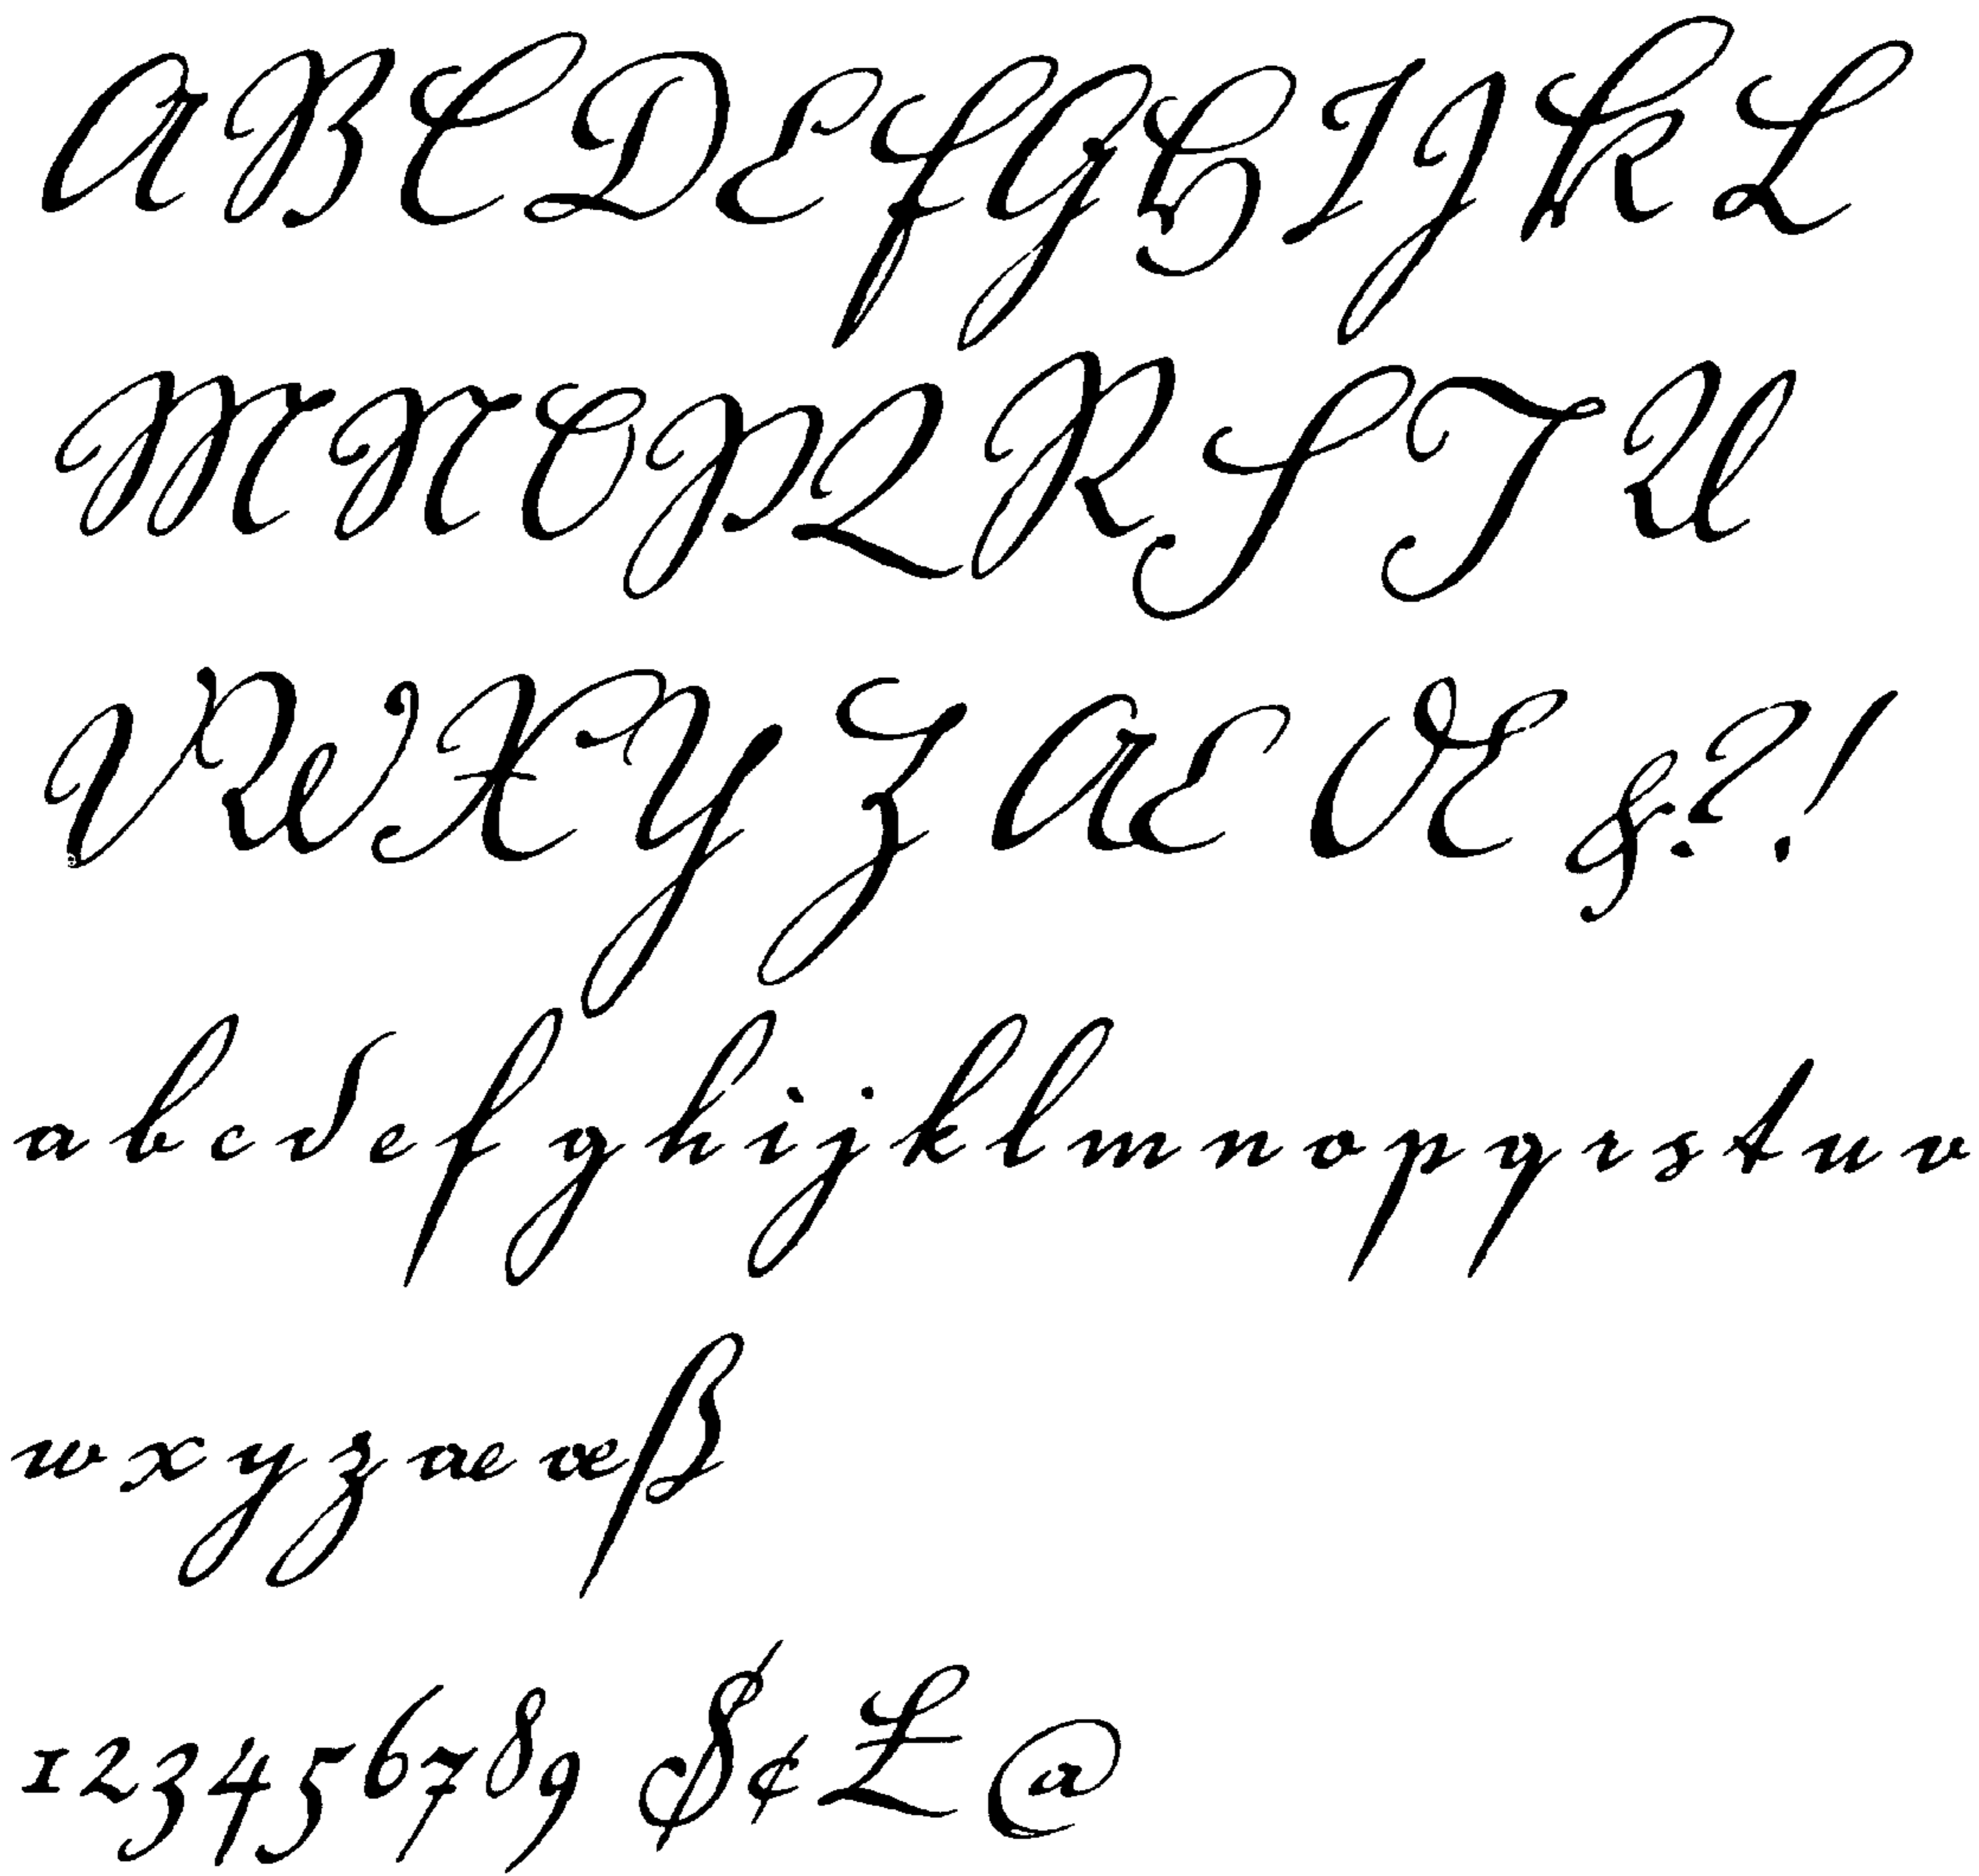 A B C D E F G H I J K L
M N O P Q R S T U
V W X Y Z Æ Œ & ? !
a b c d e f g h i j k l m n o p q r s t u v
w x y z æ œ ß
1 2 3 4 5 6 7 8 9 $ ¢ £ @